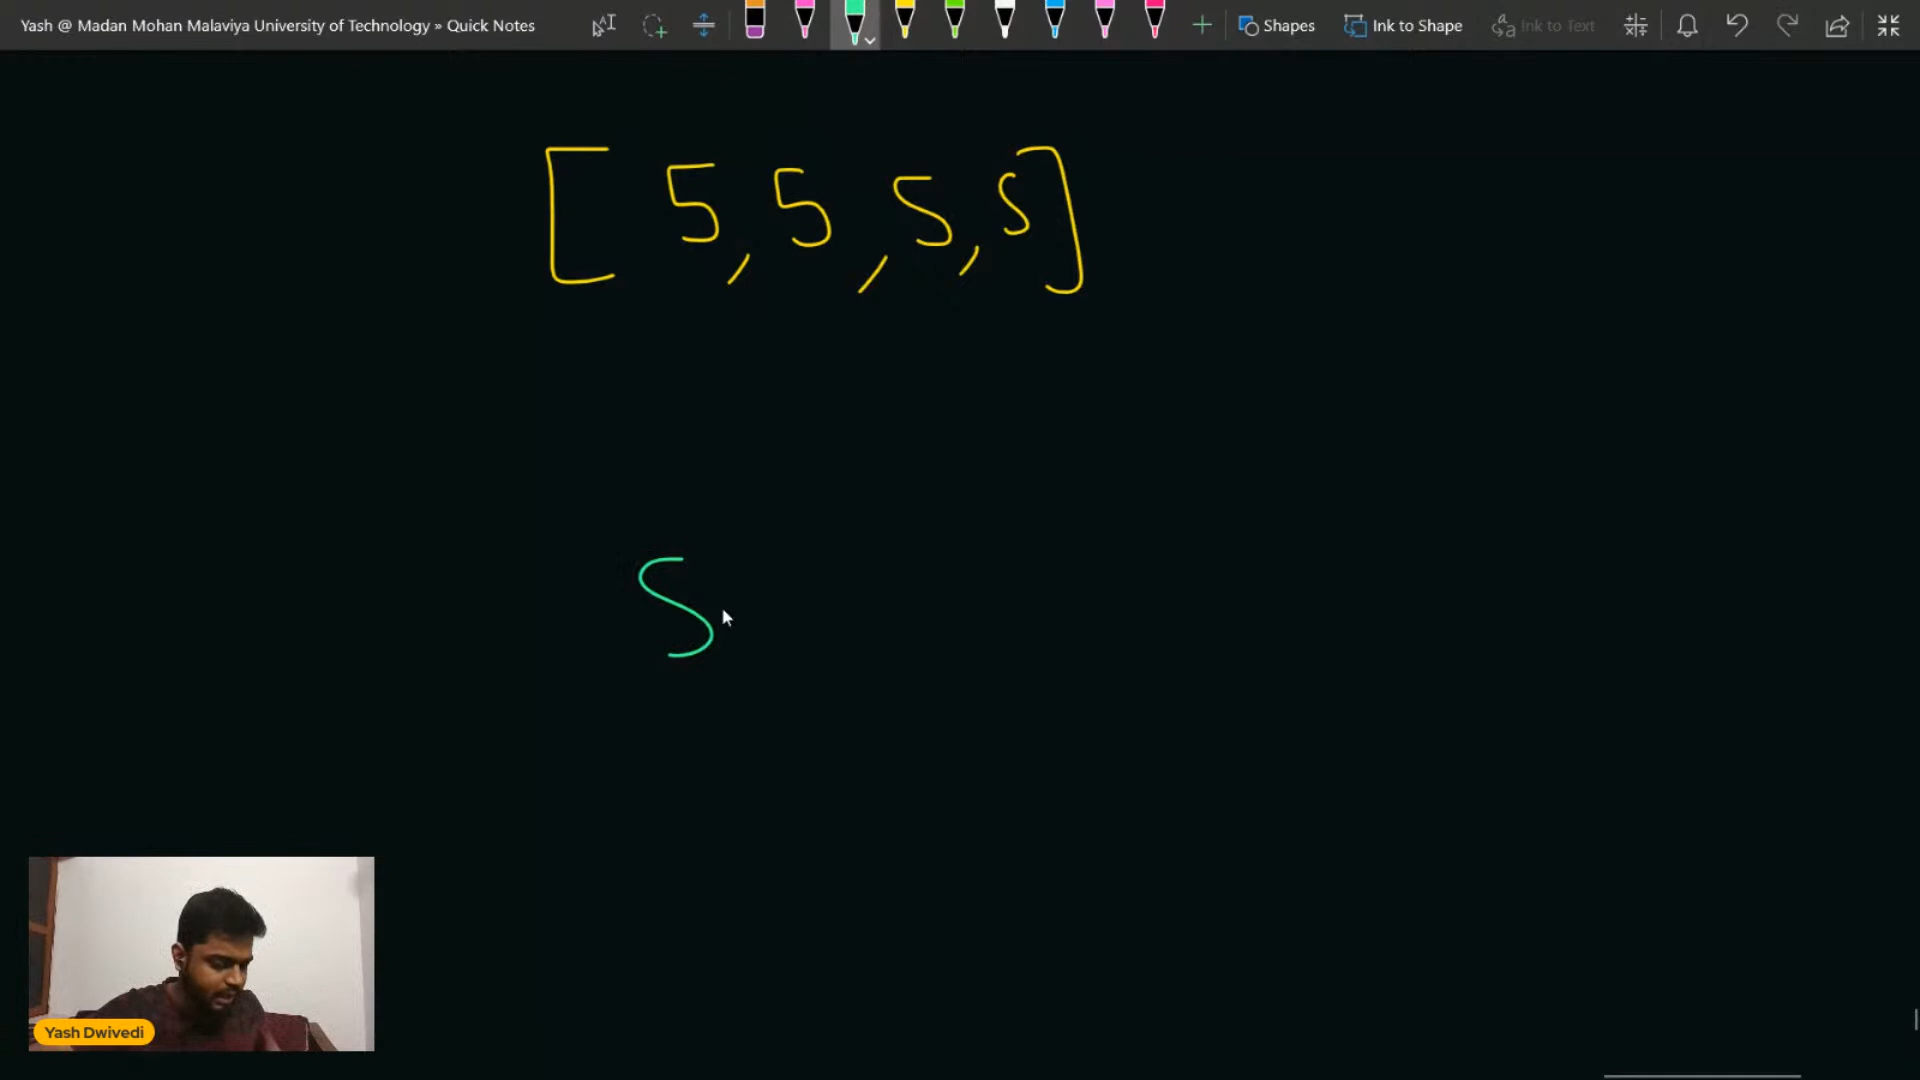 Yash @ Madan Mohan Malaviya University of Technology » Quick Notes
Shapes
Ink to Shape
Ink to Text
[ 5, 5, 5, 5]
5
Yash Dwivedi